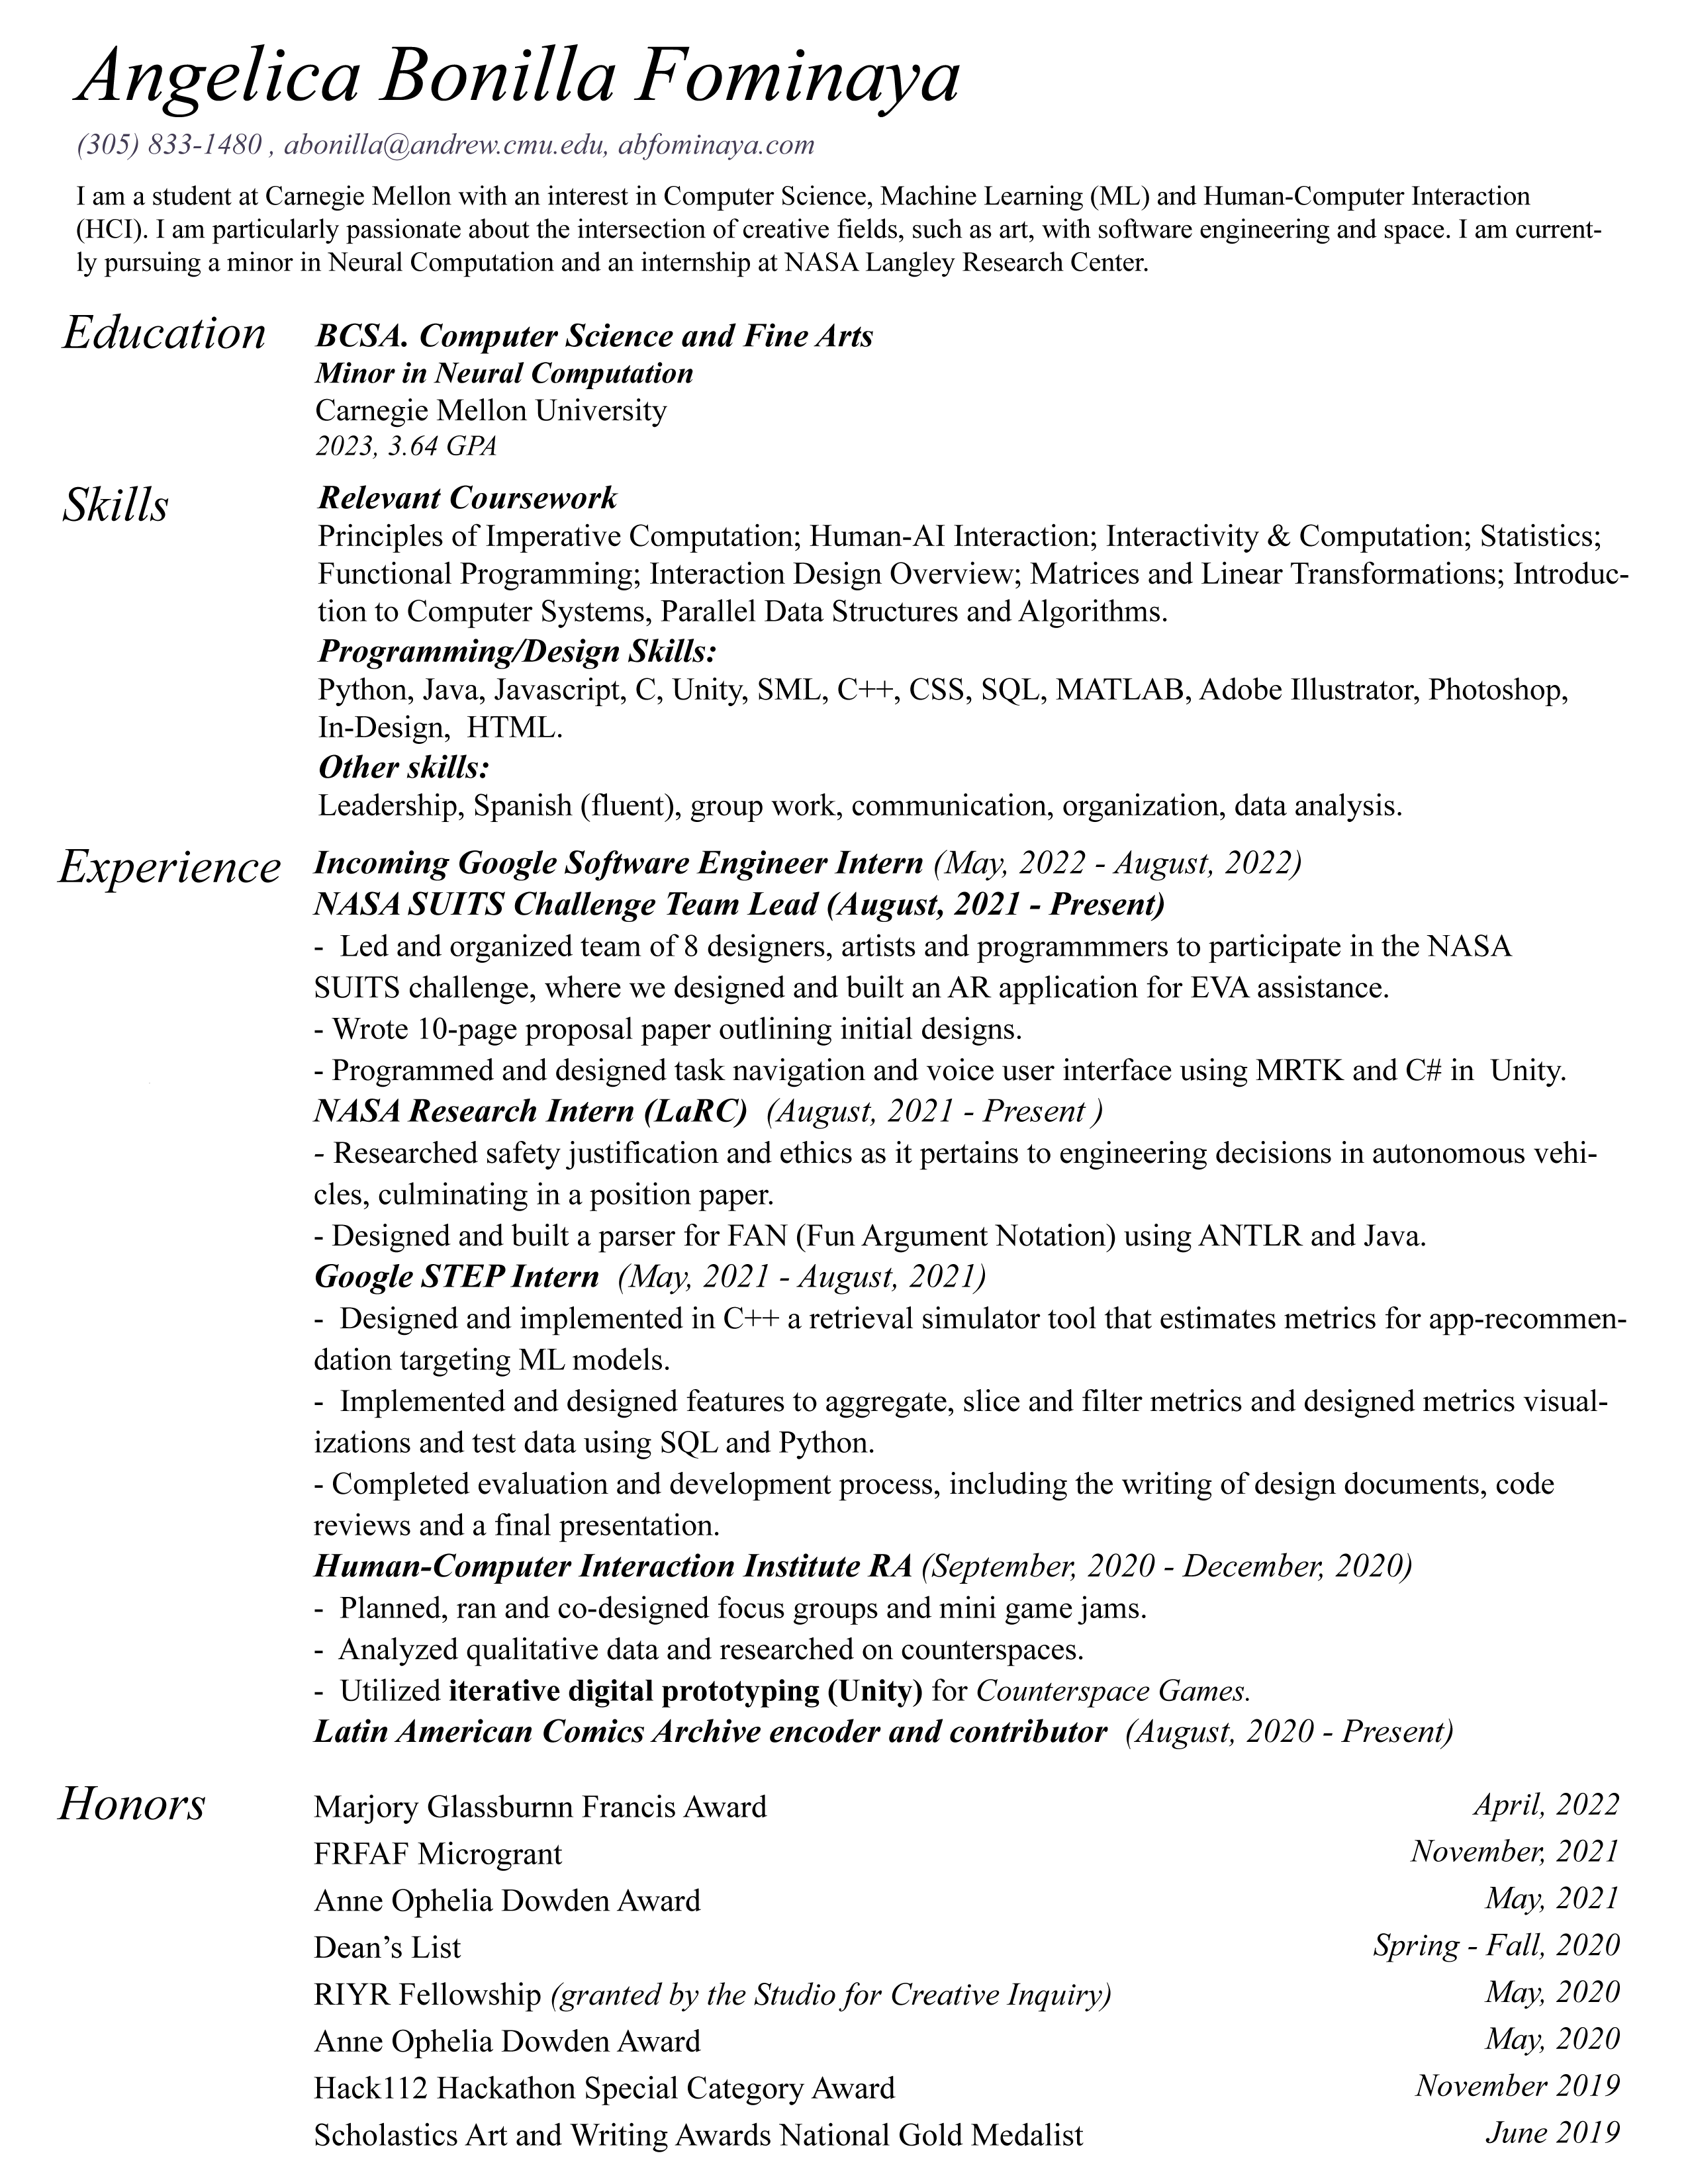 Angelica Bonilla Fominaya
(305) 833-1480 , abonilla@andrew.cmu.edu, abfominaya.com
I am a student at Carnegie Mellon with an interest in Computer Science, Machine Learning (ML) and Human-Computer Interaction
(HCI). I am particularly passionate about the intersection of creative fields, such as art, with software engineering and space. I am current-
ly pursuing a minor in Neural Computation and an internship at NASA Langley Research Center.
Education
BCSA. Computer Science and Fine Arts
Minor in Neural Computation
Carnegie Mellon University
2023, 3.64 GPA
Skills
Relevant Coursework
Principles of Imperative Computation; Human-AI Interaction; Interactivity & Computation; Statistics;
Functional Programming; Interaction Design Overview; Matrices and Linear Transformations; Introduc-
tion to Computer Systems, Parallel Data Structures and Algorithms.
Programming/Design Skills:
Python, Java, Javascript, C, Unity, SML, C++, CSS, SQL, MATLAB, Adobe Illustrator, Photoshop,
In-Design,  HTML.
Other skills:
Leadership, Spanish (fluent), group work, communication, organization, data analysis.
Experience
Incoming Google Software Engineer Intern (May, 2022 - August, 2022)
NASA SUITS Challenge Team Lead (August, 2021 - Present)
-  Led and organized team of 8 designers, artists and programmmers to participate in the NASA
SUITS challenge, where we designed and built an AR application for EVA assistance.
- Wrote 10-page proposal paper outlining initial designs.
- Programmed and designed task navigation and voice user interface using MRTK and C# in  Unity.
NASA Research Intern (LaRC)  (August, 2021 - Present )
- Researched safety justification and ethics as it pertains to engineering decisions in autonomous vehi-
cles, culminating in a position paper.
- Designed and built a parser for FAN (Fun Argument Notation) using ANTLR and Java.
Google STEP Intern  (May, 2021 - August, 2021)
-  Designed and implemented in C++ a retrieval simulator tool that estimates metrics for app-recommen-
dation targeting ML models.
-  Implemented and designed features to aggregate, slice and filter metrics and designed metrics visual-
izations and test data using SQL and Python.
- Completed evaluation and development process, including the writing of design documents, code
reviews and a final presentation.
Human-Computer Interaction Institute RA (September, 2020 - December, 2020)
-  Planned, ran and co-designed focus groups and mini game jams.
-  Analyzed qualitative data and researched on counterspaces.
-  Utilized iterative digital prototyping (Unity) for Counterspace Games.
Latin American Comics Archive encoder and contributor  (August, 2020 - Present)
Honors
Marjory Glassburnn Francis Award April, 2022
FRFAF Microgrant November, 2021
Anne Ophelia Dowden Award May, 2021
Dean’s List Spring - Fall, 2020
RIYR Fellowship (granted by the Studio for Creative Inquiry) May, 2020
Anne Ophelia Dowden Award May, 2020
Hack112 Hackathon Special Category Award November 2019
Scholastics Art and Writing Awards National Gold Medalist June 2019